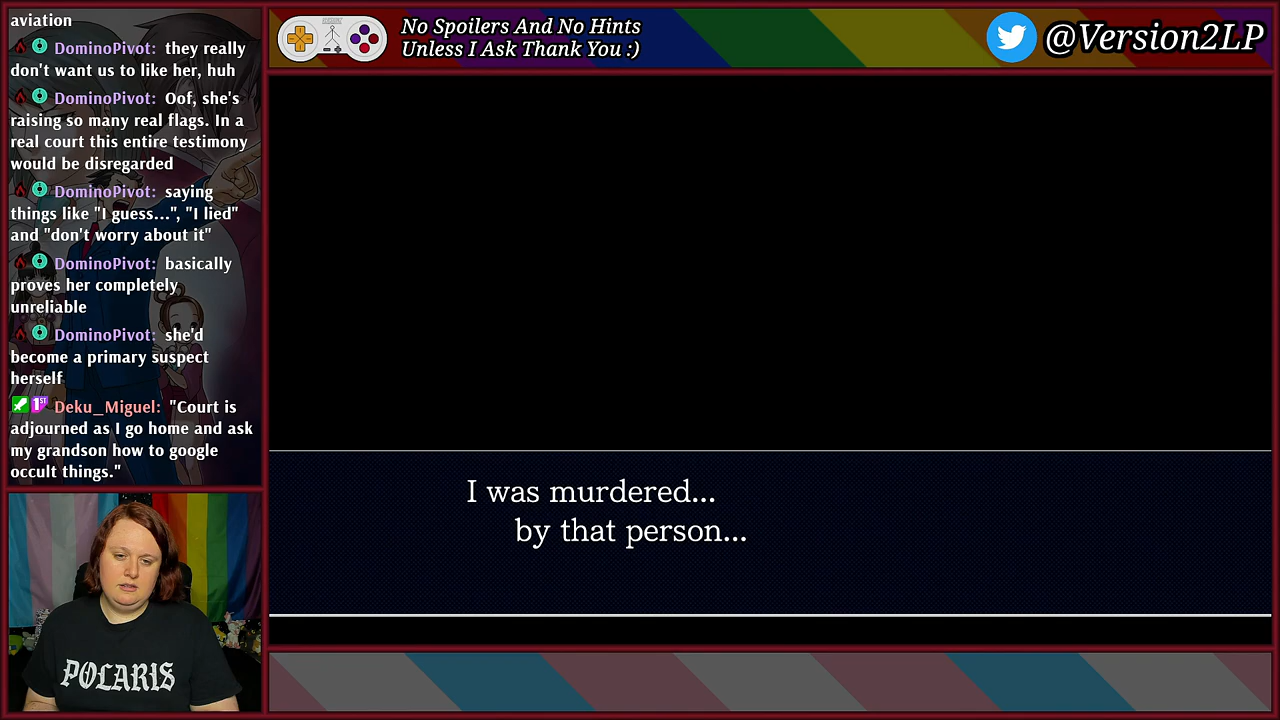 aviation
DominoPivot: they really
don't want us to like her, huh
DominoPivot: Oof, she's
raising so many real flags. In a
real court this entire testimony
would be disregarded
DominoPivot: saying
things like "I guess...", "I lied"
and "don't worry about it"
DominoPivot: basically
proves her completely
unreliable
DominoPivot: she'd
become a primary suspect
herself
1ST Deku_Miguel: "Court is
adjourned as I go home and ask
my grandson how to google
occult things."
No Spoilers And No Hints
Unless I Ask Thank You :)
@Version2LP
I was murdered...
by that person...
POLARIS